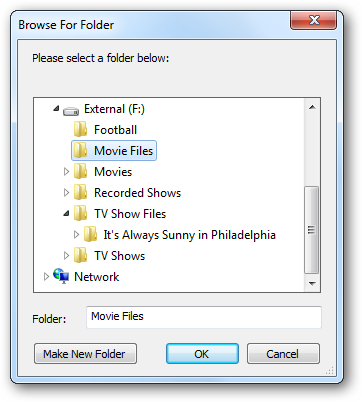 Browse For Folder
Please select a folder below:
External (F:)
Football
Movie Files
Movies
Recorded Shows
TV Show Files
It's Always Sunny in Philadelphia
TV Shows
Network
Folder: Movie Files
Make New Folder OK Cancel